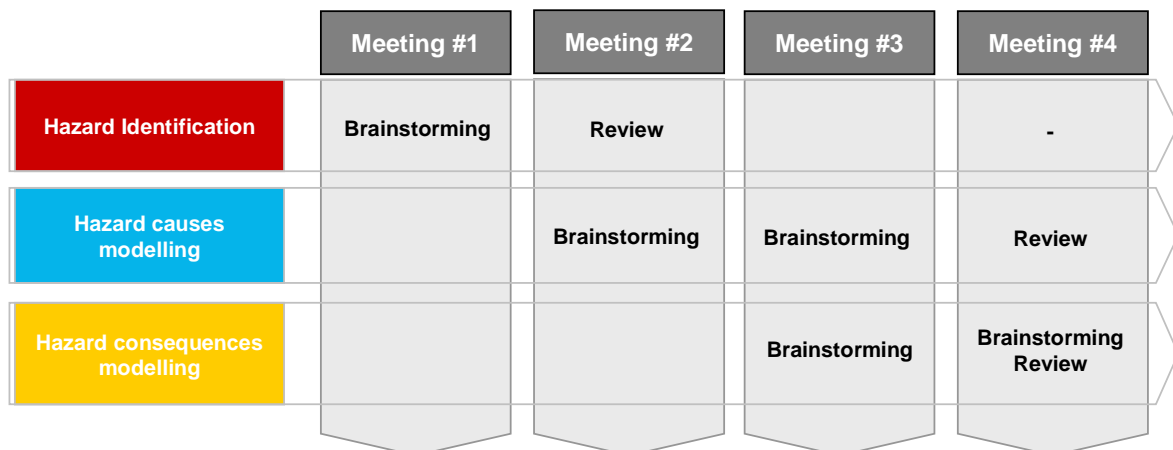 Meeting #1 Meeting #2 Meeting #3 Meeting #4
Hazard Identification Brainstorming Review -
Hazard causes
modelling
Brainstorming Brainstorming Review
Hazard consequences
modelling
Brainstorming
Brainstorming
Review